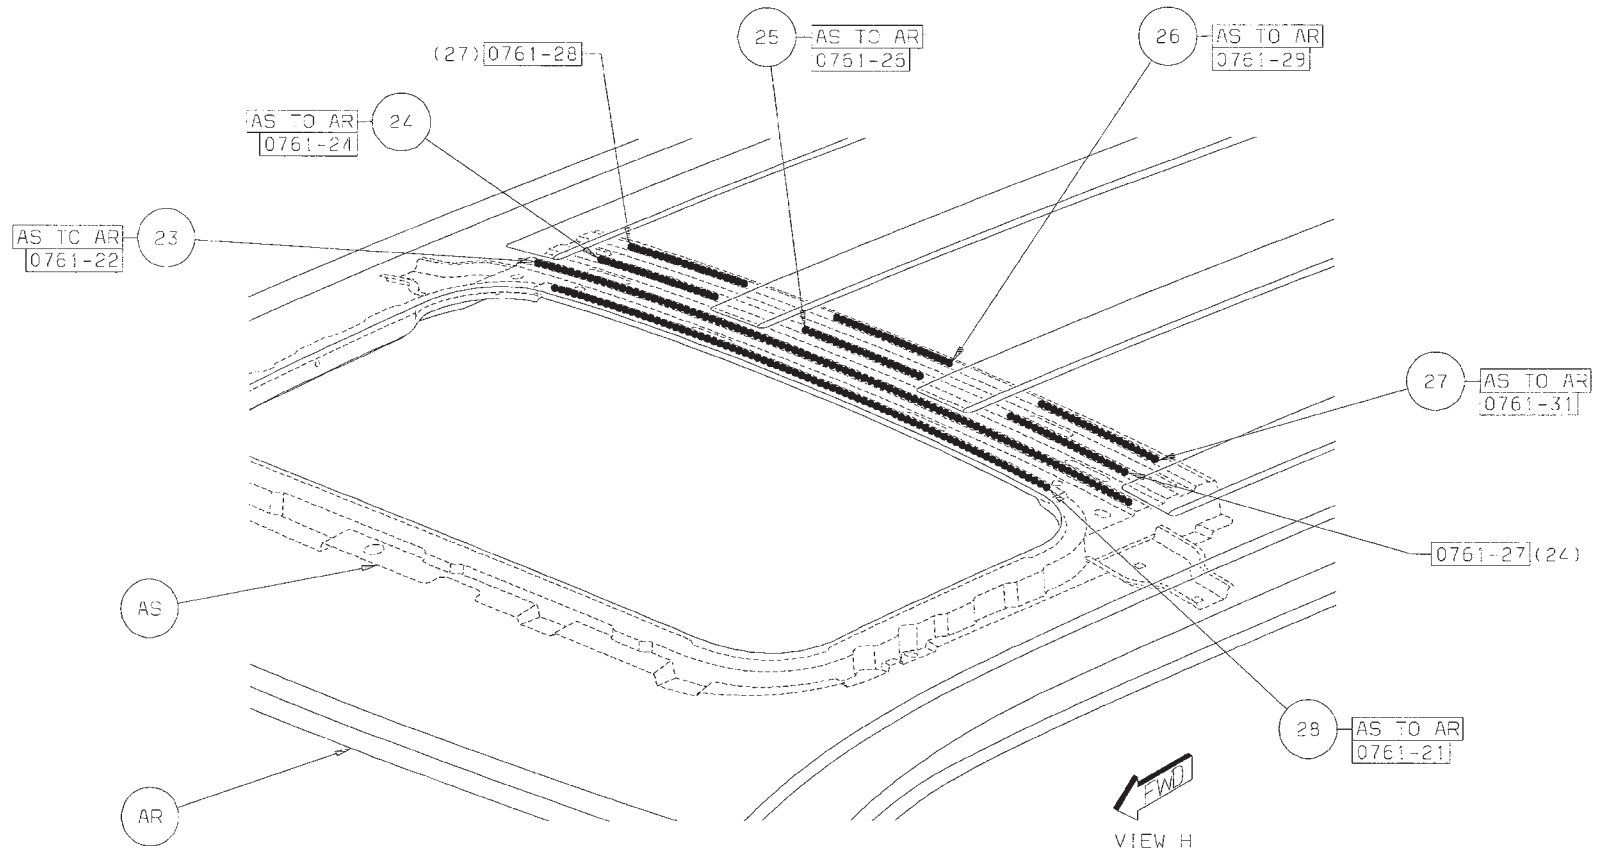 25
AS TO AR
0761-26
26
AS TO AR
0761-29
(27) 0761-28
AS TO AR
24
0761-24
AS TO AR
23
0761-22
27
AS TO AR
0761-31
0761-27 (24)
AS
28
AS TO AR
0761-21
FWD
AR
VIEW H